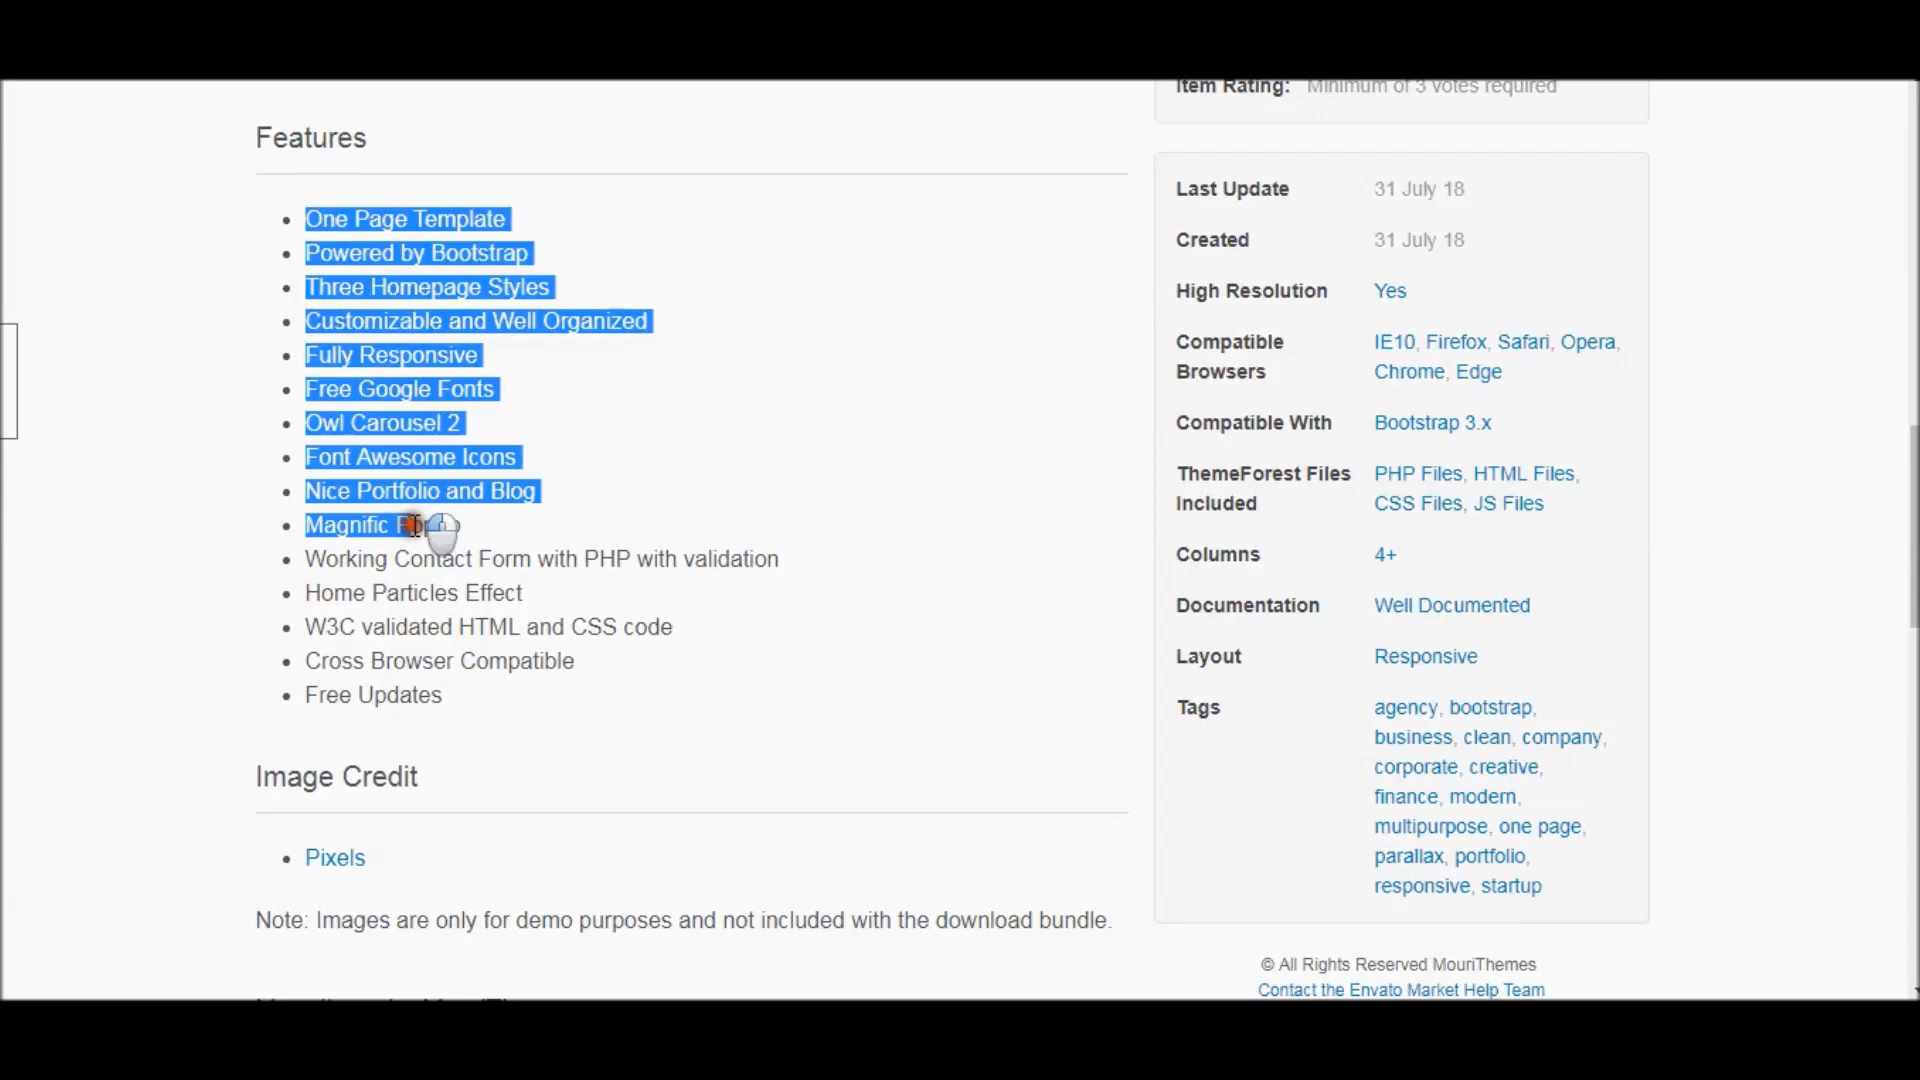 Item Rating: Minimum of 3 votes required
Features
One Page Template
Powered by Bootstrap
Three Homepage Styles
Customizable and Well Organized
Fully Responsive
Free Google Fonts
Owl Carousel 2
Font Awesome Icons
Nice Portfolio and Blog
Magnific
Working Contact Form with PHP with validation
Home Particles Effect
W3C validated HTML and CSS code
Cross Browser Compatible
Free Updates
Image Credit
Pixels
Note: Images are only for demo purposes and not included with the download bundle.
Last Update 31 July 18
Created 31 July 18
High Resolution Yes
Compatible Browsers IE10, Firefox, Safari, Opera,
Chrome, Edge
Compatible With Bootstrap 3.x
ThemeForest Files Included PHP Files, HTML Files,
CSS Files, JS Files
Columns 4+
Documentation Well Documented
Layout Responsive
Tags agency, bootstrap,
business, clean, company,
corporate, creative,
finance, modern,
multipurpose, one page,
parallax, portfolio,
responsive, startup
© All Rights Reserved MouriThemes
Contact the Envato Market Help Team